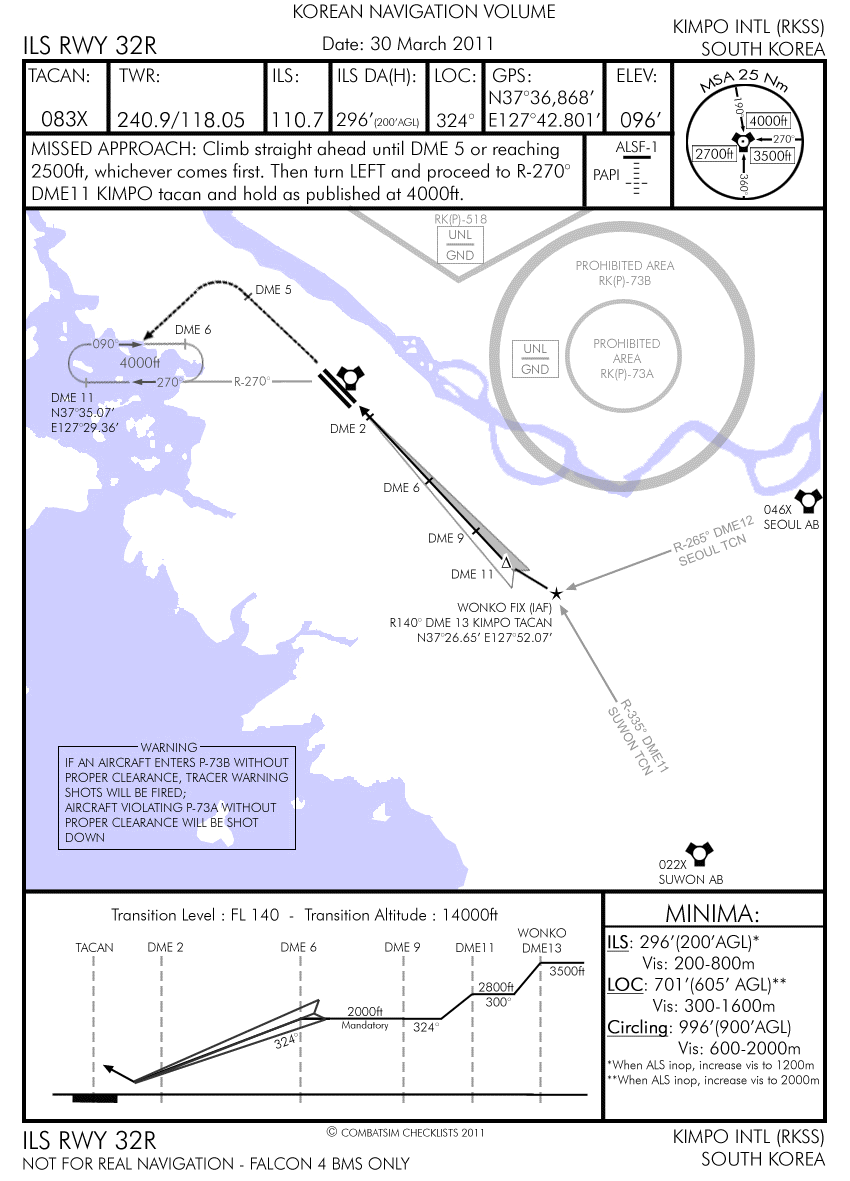 KOREAN NAVIGATION VOLUME
ILS RWY 32R
Date: 30 March 2011
KIMPO INTL (RKSS)
SOUTH KOREA
TACAN:
083X
TWR:
240.9/118.05
ILS:
110.7
ILS DA(H):
296’(200’AGL)
LOC:
324°
GPS:
N37°36,868’
E127°42.801’
ELEV:
096’
MSA 25 Nm
190°
4000ft
270°
2700ft
3500ft
360°
MISSED APPROACH: Climb straight ahead until DME 5 or reaching
2500ft, whichever comes first. Then turn LEFT and proceed to R-270°
DME11 KIMPO tacan and hold as published at 4000ft.
ALSF-1
PAPI
RK(P)-518
UNL
GND
PROHIBITED AREA
RK(P)-73B
UNL
GND
PROHIBITED
AREA
RK(P)-73A
DME 5
DME 6
090°
4000ft
270°
R-270°
DME 11
N37°35.07’
E127°29.36’
DME 2
DME 6
DME 9
DME 11
046X
SEOUL AB
R-265° DME12
SEOUL TCN
WONKO FIX (IAF)
R140° DME 13 KIMPO TACAN
N37°26.65’ E127°52.07’
R-335° DME11
SUWON TCN
WARNING
IF AN AIRCRAFT ENTERS P-73B WITHOUT
PROPER CLEARANCE, TRACER WARNING
SHOTS WILL BE FIRED;
AIRCRAFT VIOLATING P-73A WITHOUT
PROPER CLEARANCE WILL BE SHOT
DOWN
022X
SUWON AB
Transition Level : FL 140 - Transition Altitude : 14000ft
TACAN
DME 2
DME 6
DME 9
DME11
WONKO
DME13
3500ft
2800ft
300°
2000ft
Mandatory
324°
324°
MINIMA:
ILS: 296’(200’AGL)*
Vis: 200-800m
LOC: 701’(605’ AGL)**
Vis: 300-1600m
Circling: 996’(900’AGL)
Vis: 600-2000m
*When ALS inop, increase vis to 1200m
**When ALS inop, increase vis to 2000m
ILS RWY 32R
NOT FOR REAL NAVIGATION - FALCON 4 BMS ONLY
© COMBATSIM CHECKLISTS 2011
KIMPO INTL (RKSS)
SOUTH KOREA